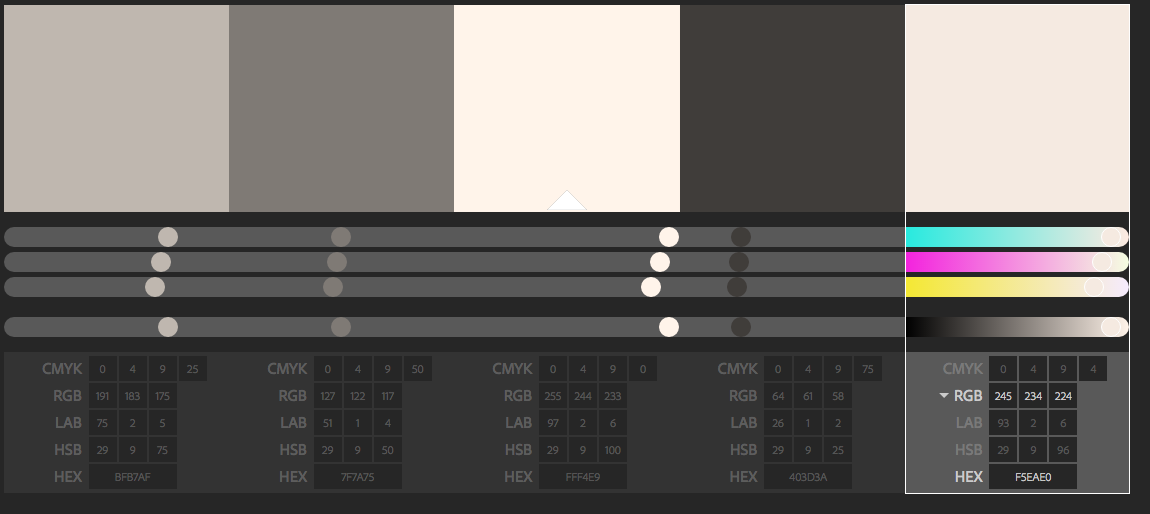 CMYK 0 4 9 25 CMYK 0 4 9 50 CMYK 0 4 9 0 CMYK 0 4 9 75 CMYK 0 4 9 4
RGB 191 183 175 RGB 127 122 117 RGB 255 244 233 RGB 64 61 58 RGB 245 234 224
LAB 75 2 5 LAB 51 1 4 LAB 97 2 6 LAB 26 1 2 LAB 93 2 6
HSB 29 9 75 HSB 29 9 50 HSB 29 9 100 HSB 29 9 25 HSB 29 9 96
HEX BFB7AF HEX 7F7A75 HEX FFF4E9 HEX 403D3A HEX F5EAE0